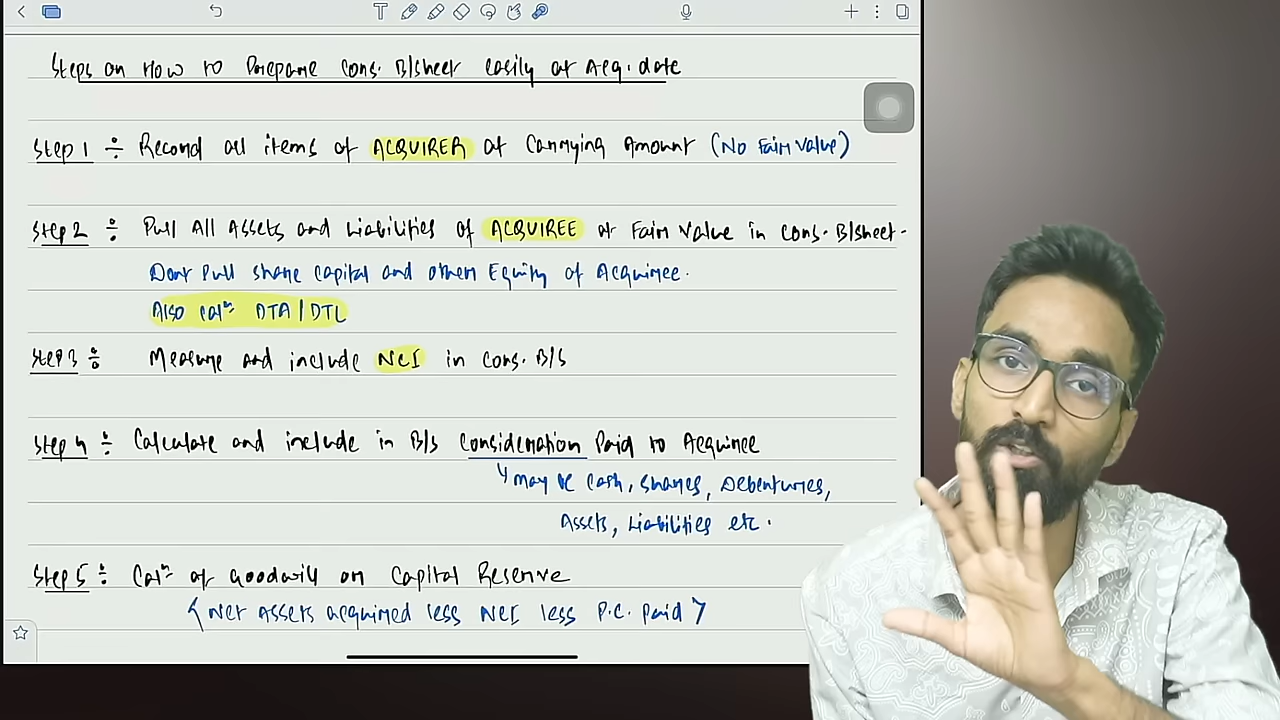 Steps on How to Prepare Cons. B/sheet easily at Acq. date
Step 1 ÷ Record all items of ACQUIRER at Carrying Amount (No Fair Value)
Step 2 ÷ Pull All Assets and Liabilities of ACQUIREE at Fair Value in Cons. B/sheet.
Dont Pull share capital and other Equity of Acquiree.
Also calⁿ DTA/DTL
Step 3 ÷ Measure and include NCI in Cons. B/S
Step 4 ÷ Calculate and include in B/S Consideration Paid to Acquiree
↳ may be Cash, Shares, Debentures,
Assets, Liabilities etc.
Step 5 ÷ Calⁿ of Goodwill or Capital Reserve
< Net Assets acquired less NCI less P.C. paid >